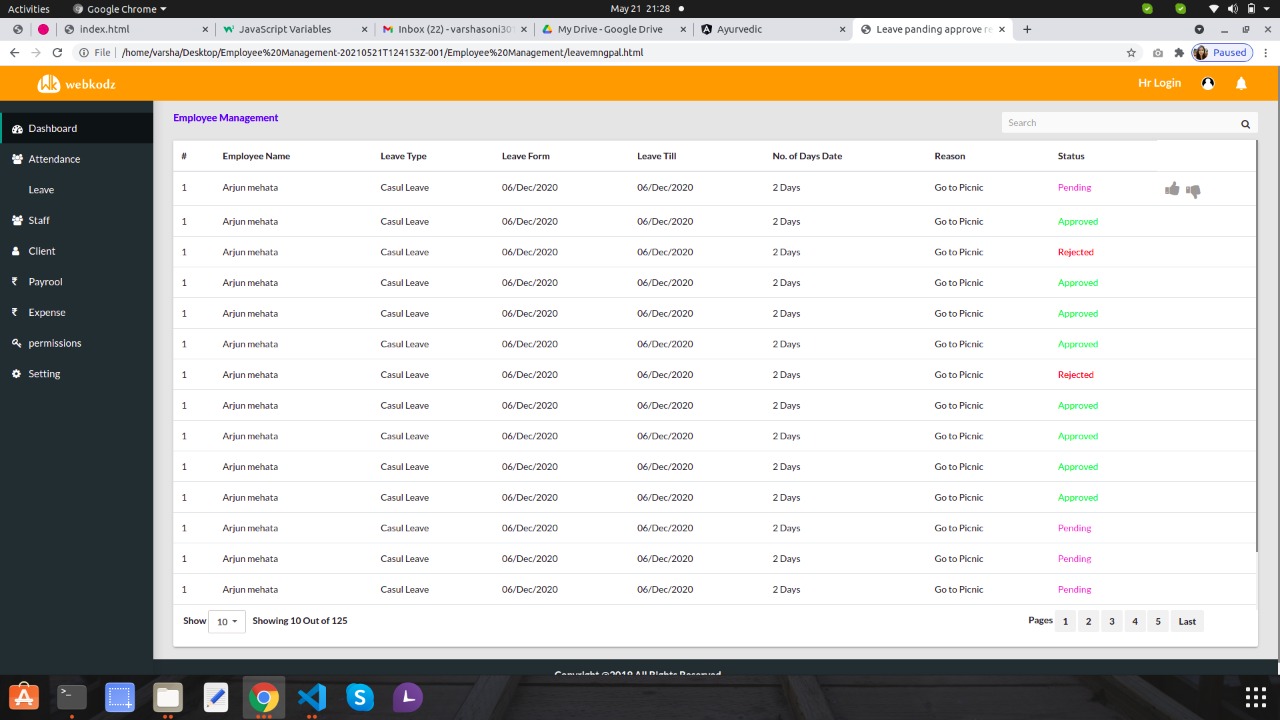 Activities Google Chrome May 21 21:28
index.html JavaScript Variables Inbox (22) - varshasoni30 My Drive - Google Drive Ayurvedic Leave panding approve re
File /home/varsha/Desktop/Employee%20Management-20210521T124153Z-001/Employee%20Management/leavemngpal.html Paused
webkodz Hr Login
Dashboard
Attendance
Leave
Staff
Client
Payrool
Expense
permissions
Setting
Employee Management Search
# Employee Name Leave Type Leave Form Leave Till No. of Days Date Reason Status
1 Arjun mehata Casul Leave 06/Dec/2020 06/Dec/2020 2 Days Go to Picnic Pending
1 Arjun mehata Casul Leave 06/Dec/2020 06/Dec/2020 2 Days Go to Picnic Approved
1 Arjun mehata Casul Leave 06/Dec/2020 06/Dec/2020 2 Days Go to Picnic Rejected
1 Arjun mehata Casul Leave 06/Dec/2020 06/Dec/2020 2 Days Go to Picnic Approved
1 Arjun mehata Casul Leave 06/Dec/2020 06/Dec/2020 2 Days Go to Picnic Approved
1 Arjun mehata Casul Leave 06/Dec/2020 06/Dec/2020 2 Days Go to Picnic Approved
1 Arjun mehata Casul Leave 06/Dec/2020 06/Dec/2020 2 Days Go to Picnic Rejected
1 Arjun mehata Casul Leave 06/Dec/2020 06/Dec/2020 2 Days Go to Picnic Approved
1 Arjun mehata Casul Leave 06/Dec/2020 06/Dec/2020 2 Days Go to Picnic Approved
1 Arjun mehata Casul Leave 06/Dec/2020 06/Dec/2020 2 Days Go to Picnic Approved
1 Arjun mehata Casul Leave 06/Dec/2020 06/Dec/2020 2 Days Go to Picnic Approved
1 Arjun mehata Casul Leave 06/Dec/2020 06/Dec/2020 2 Days Go to Picnic Pending
1 Arjun mehata Casul Leave 06/Dec/2020 06/Dec/2020 2 Days Go to Picnic Pending
1 Arjun mehata Casul Leave 06/Dec/2020 06/Dec/2020 2 Days Go to Picnic Pending
Show 10 Showing 10 Out of 125 Pages 1 2 3 4 5 Last
Copyright @2019 All Rights Reserved